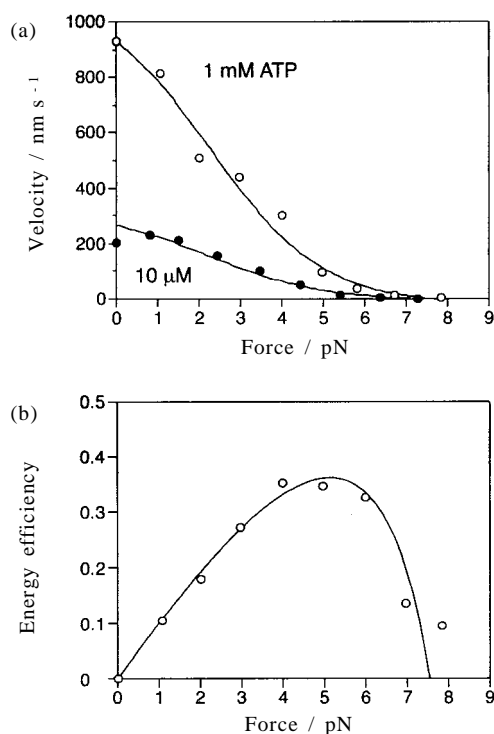 (a)
1000
800
600
400
200
0
Velocity / nm s⁻¹
1 mM ATP
10 µM
0 1 2 3 4 5 6 7 8 9
Force / pN
(b)
0.5
0.4
0.3
0.2
0.1
0
Energy efficiency
0 1 2 3 4 5 6 7 8 9
Force / pN